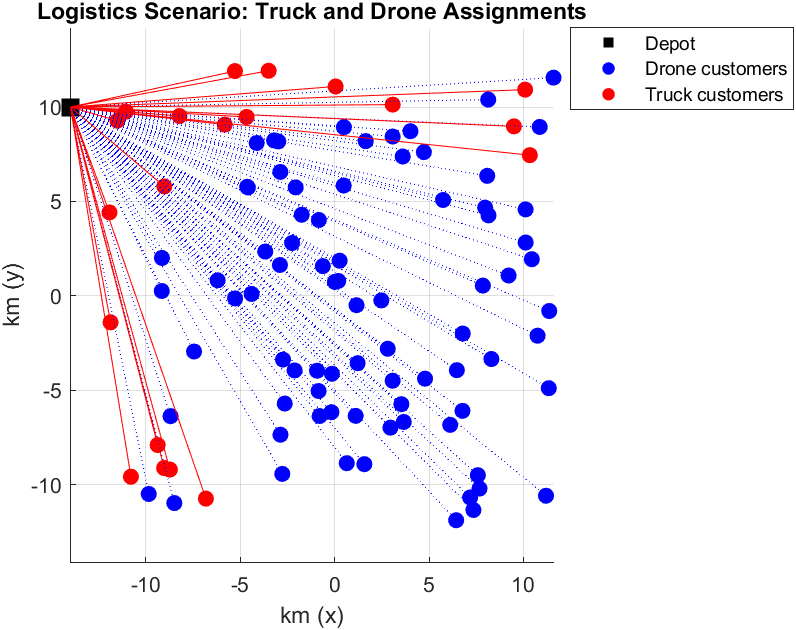 Logistics Scenario: Truck and Drone Assignments
Depot
Drone customers
Truck customers
10
5
0
-5
-10
km (y)
-10
-5
0
5
10
km (x)